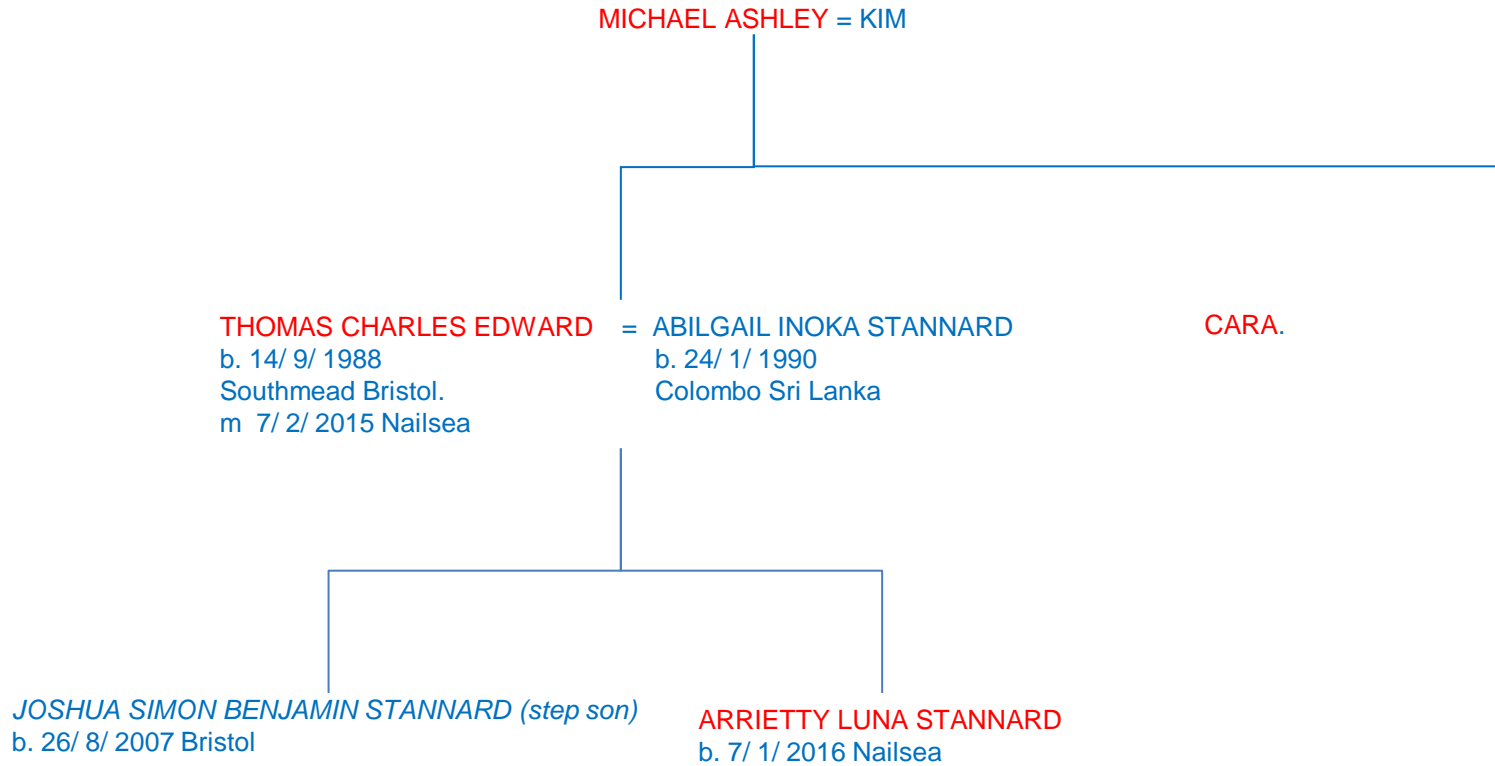 MICHAEL ASHLEY = KIM
THOMAS CHARLES EDWARD = ABILGAIL INOKA STANNARD
CARA.
b. 14/ 9/ 1988
b. 24/ 1/ 1990
Southmead Bristol.
Colombo Sri Lanka
m 7/ 2/ 2015 Nailsea
JOSHUA SIMON BENJAMIN STANNARD (step son)
b. 26/ 8/ 2007 Bristol
ARRIETTY LUNA STANNARD
b. 7/ 1/ 2016 Nailsea